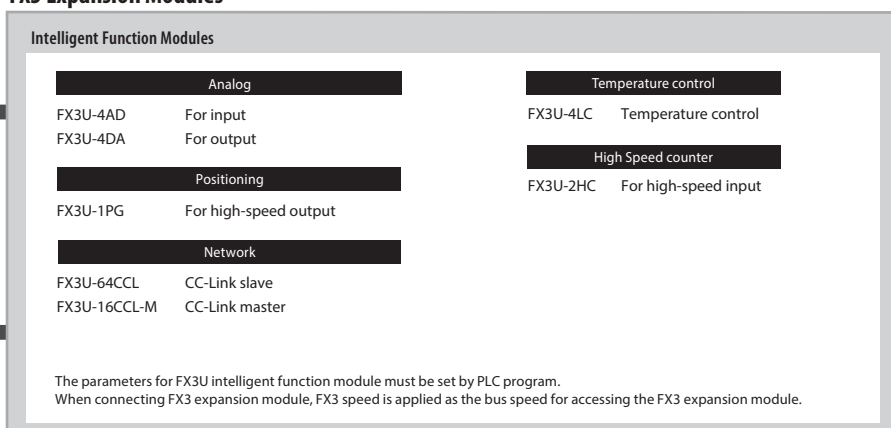 Intelligent Function Modules
Analog
FX3U-4AD For input
FX3U-4DA For output
Positioning
FX3U-1PG For high-speed output
Network
FX3U-64CCL CC-Link slave
FX3U-16CCL-M CC-Link master
Temperature control
FX3U-4LC Temperature control
High Speed counter
FX3U-2HC For high-speed input
The parameters for FX3U intelligent function module must be set by PLC program.
When connecting FX3 expansion module, FX3 speed is applied as the bus speed for accessing the FX3 expansion module.